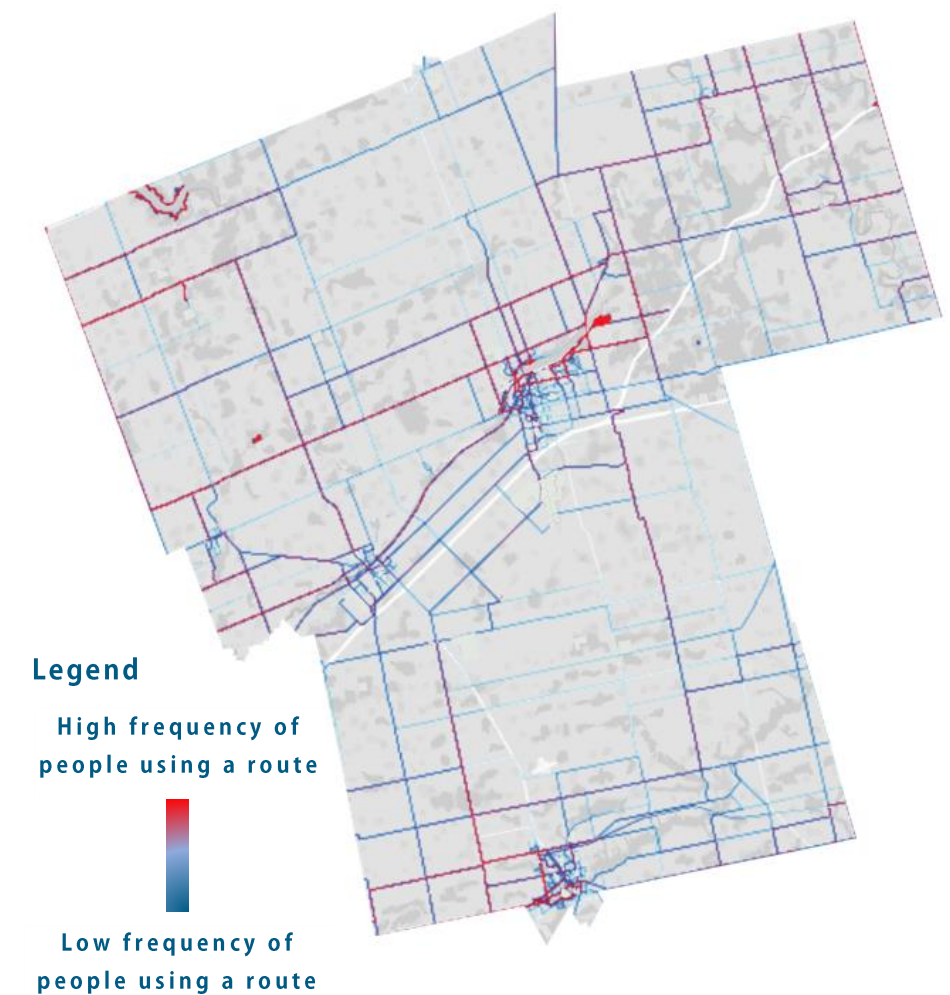 Legend
High frequency of
people using a route
Low frequency of
people using a route